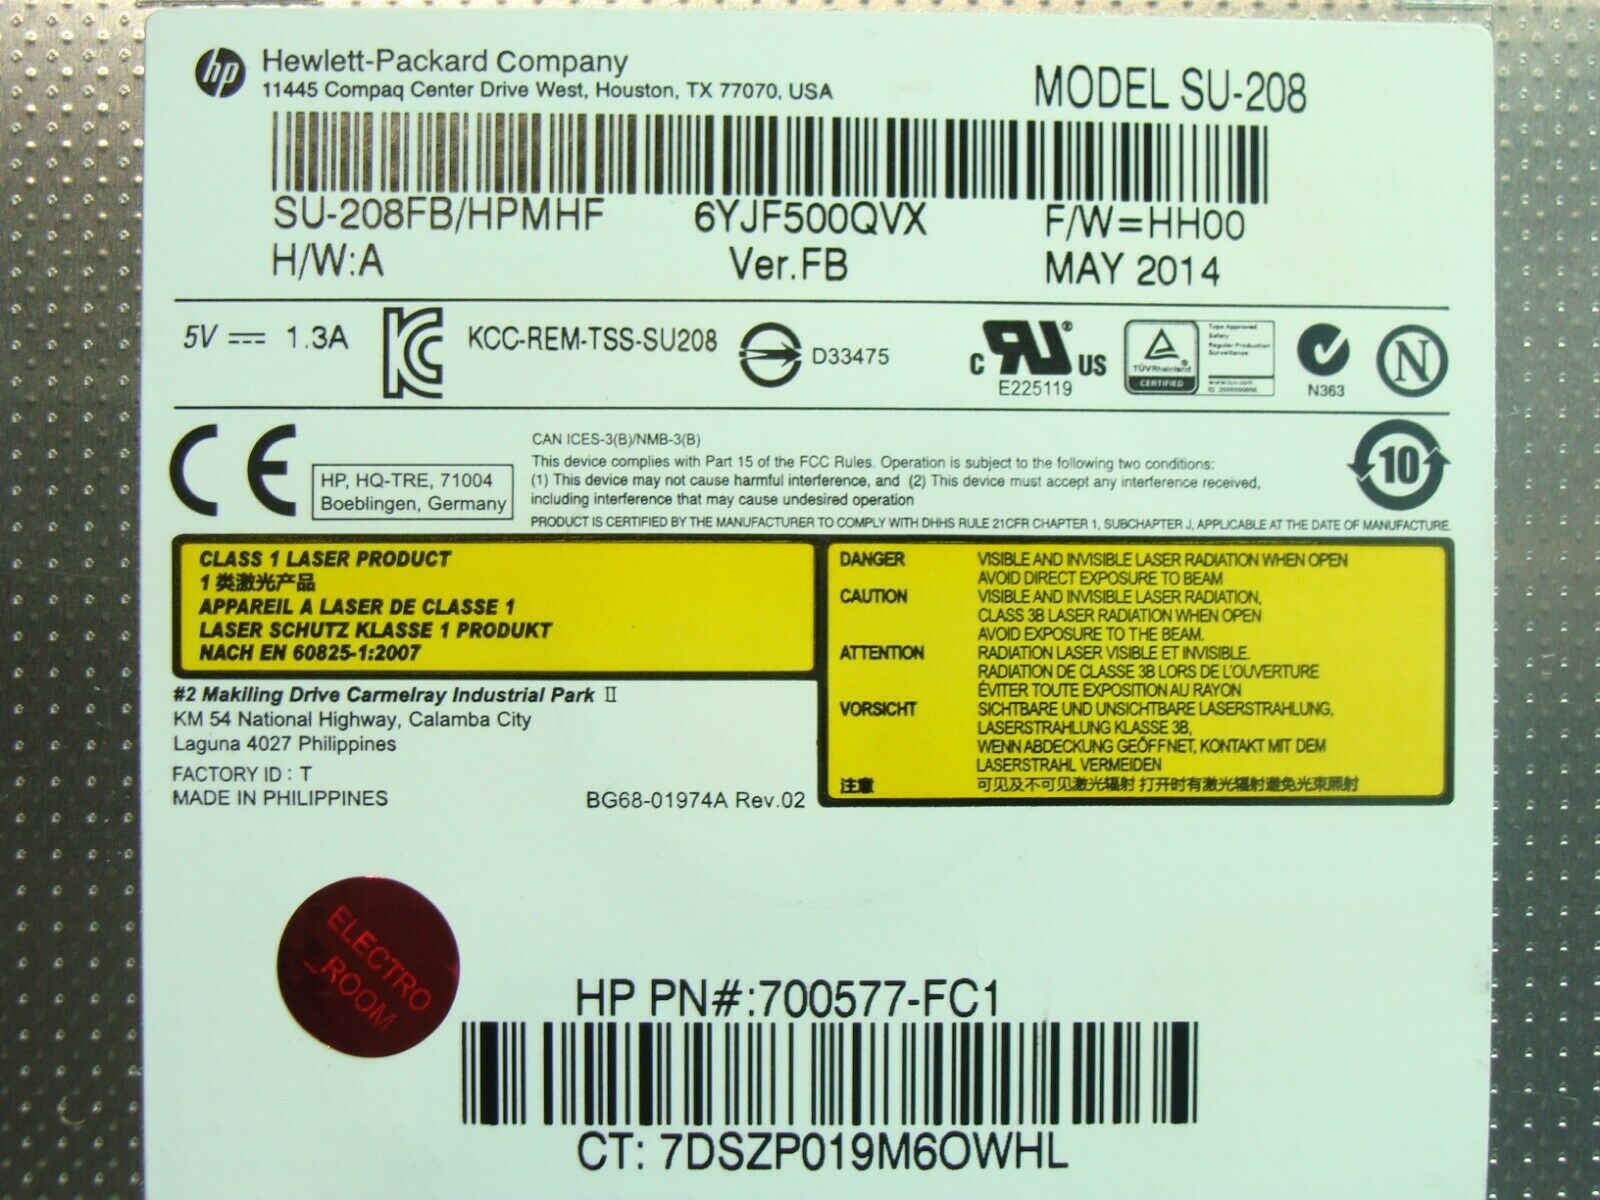 hp Hewlett-Packard Company
11445 Compaq Center Drive West, Houston, TX 77070, USA
MODEL SU-208
SU-208FB/HPMHF 6YJF500QVX F/W=HH00
H/W:A Ver.FB MAY 2014
5V 1.3A KCC-REM-TSS-SU208 D33475 c RU ® US
E225119
TÜVRheinland ®
CERTIFIED
Type Approved
Safety
Regular Production
Surveillance
www.tuv.com
N363
N
CE
HP, HQ-TRE, 71004
Boeblingen, Germany
CAN ICES-3(B)/NMB-3(B)
This device complies with Part 15 of the FCC Rules. Operation is subject to the following two conditions:
(1) This device may not cause harmful interference, and (2) This device must accept any interference received,
including interference that may cause undesired operation
PRODUCT IS CERTIFIED BY THE MANUFACTURER TO COMPLY WITH DHHS RULE 21CFR CHAPTER 1, SUBCHAPTER J, APPLICABLE AT THE DATE OF MANUFACTURE.
10
CLASS 1 LASER PRODUCT
1 类激光产品
APPAREIL A LASER DE CLASSE 1
LASER SCHUTZ KLASSE 1 PRODUKT
NACH EN 60825-1:2007
DANGER VISIBLE AND INVISIBLE LASER RADIATION WHEN OPEN
AVOID DIRECT EXPOSURE TO BEAM
CAUTION VISIBLE AND INVISIBLE LASER RADIATION,
CLASS 3B LASER RADIATION WHEN OPEN
AVOID EXPOSURE TO THE BEAM.
ATTENTION RADIATION LASER VISIBLE ET INVISIBLE.
RADIATION DE CLASSE 3B LORS DE L'OUVERTURE
ÉVITER TOUTE EXPOSITION AU RAYON
VORSICHT SICHTBARE UND UNSICHTBARE LASERSTRAHLUNG,
LASERSTRAHLUNG KLASSE 3B,
WENN ABDECKUNG GEÖFFNET, KONTAKT MIT DEM
LASERSTRAHL VERMEIDEN
注意 可见及不可见激光辐射 打开时有激光辐射避免光束照射
#2 Makiling Drive Carmelray Industrial Park II
KM 54 National Highway, Calamba City
Laguna 4027 Philippines
FACTORY ID : T
MADE IN PHILIPPINES
BG68-01974A Rev.02
ELECTRO
_ROOM
HP PN#:700577-FC1
CT: 7DSZP019M6OWHL